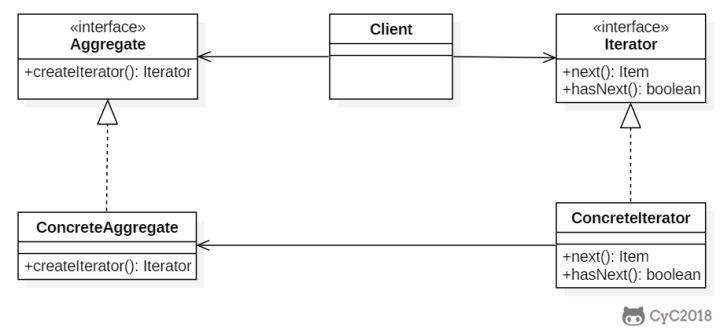 «interface»
Aggregate
+createIterator(): Iterator
Client
«interface»
Iterator
+next(): Item
+hasNext(): boolean
ConcreteAggregate
+createIterator(): Iterator
ConcreteIterator
+next(): Item
+hasNext(): boolean
CyC2018